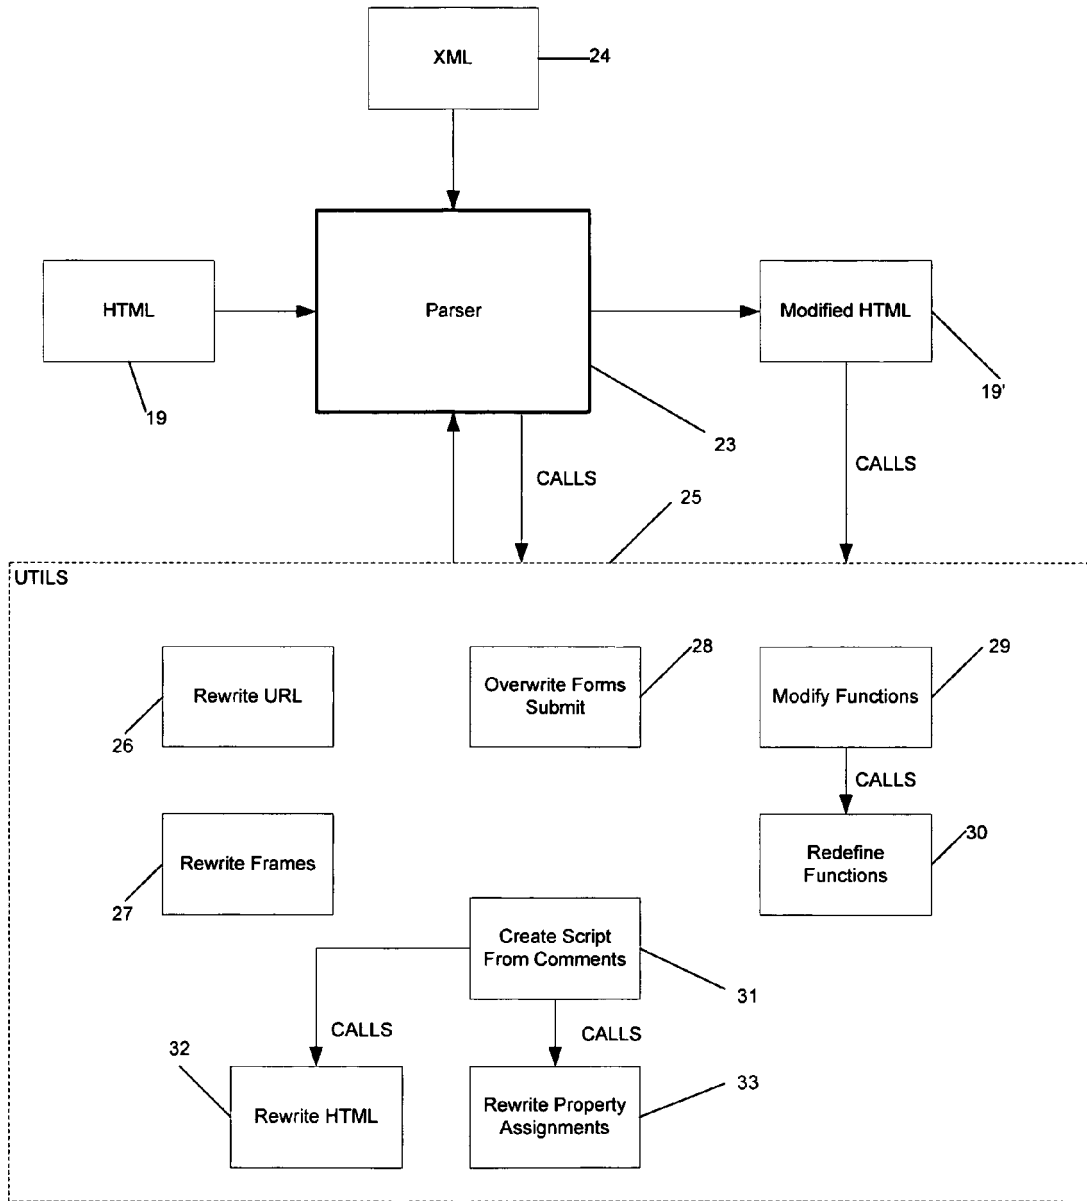 XML
24
HTML
Parser
Modified HTML
19
19'
23
CALLS
CALLS
25
UTILS
Rewrite URL
26
Overwrite Forms
Submit
28
Modify Functions
29
CALLS
Rewrite Frames
27
Redefine
Functions
30
Create Script
From Comments
31
CALLS
CALLS
32
Rewrite HTML
Rewrite Property
Assignments
33